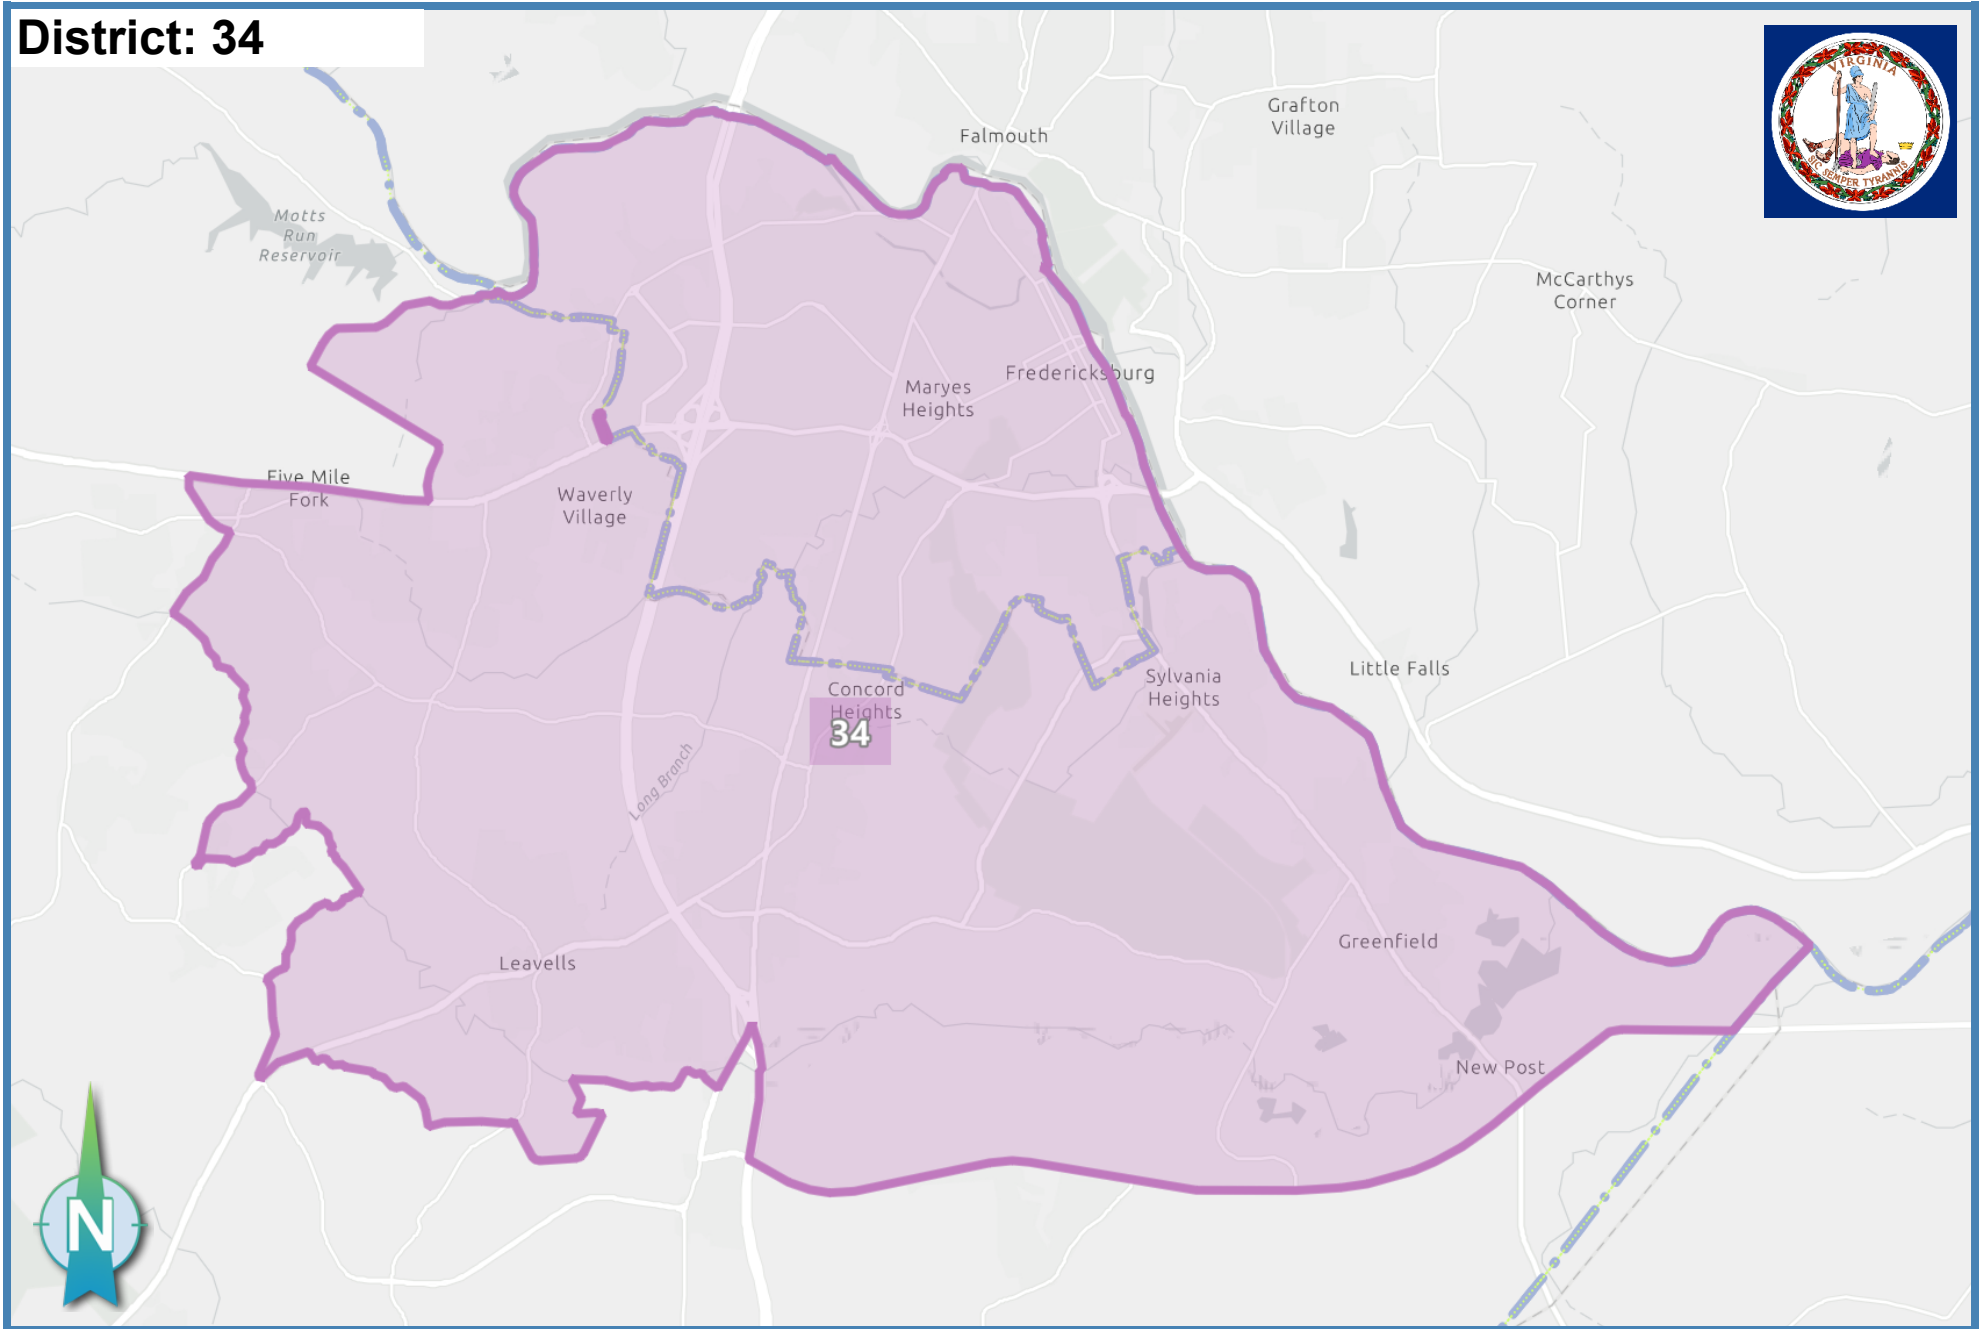 District: 34
VIRGINIA
SIC SEMPER TYRANNIS
Grafton
Village
Falmouth
Motts
Run
Reservoir
McCarthys
Corner
Fredericksburg
Maryes
Heights
Five Mile
Fork
Waverly
Village
Little Falls
Sylvania
Heights
Concord
Heights
34
Long Branch
Greenfield
Leavells
New Post
N